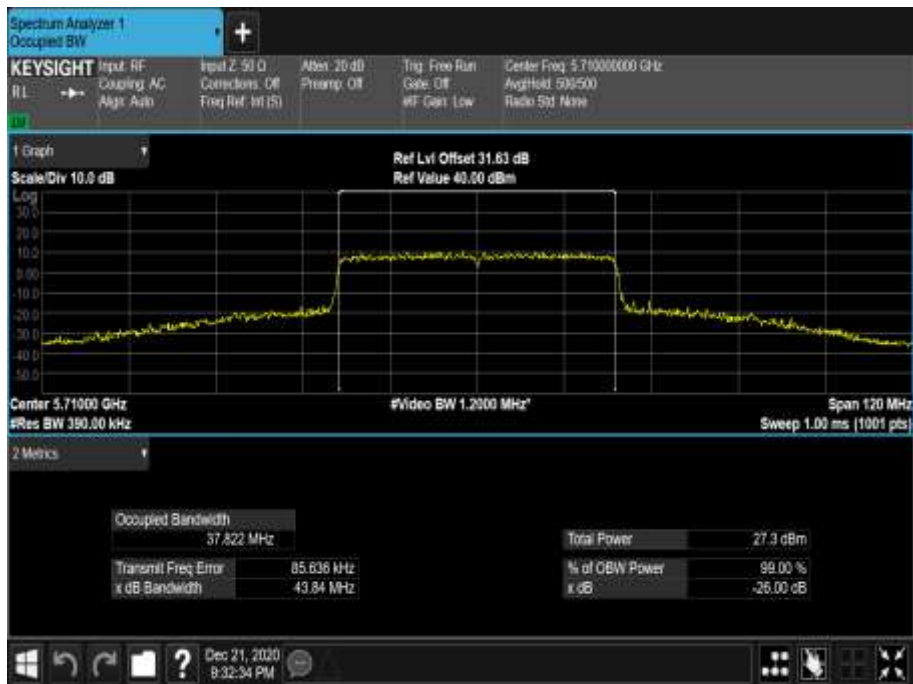 Spectrum Analyzer 1
Occupied BW
+
KEYSIGHT Input: RF Input Z: 50 Ω Atten: 20 dB Trig: Free Run Center Freq: 5.710000000 GHz
RL Coupling: AC Corrections: Off Preamp: Off Gate: Off Avg|Hold: 500/500
Align: Auto Freq Ref: Int (S) #IF Gain: Low Radio Std: None
1 Graph
Ref Lvl Offset 31.63 dB
Scale/Div 10.0 dB Ref Value 40.00 dBm
Log
30.0
20.0
10.0
0.00
-10.0
-20.0
-30.0
-40.0
-50.0
Center 5.71000 GHz #Video BW 1.2000 MHz* Span 120 MHz
#Res BW 390.00 kHz Sweep 1.00 ms (1001 pts)
2 Metrics
Occupied Bandwidth
37.822 MHz Total Power 27.3 dBm
Transmit Freq Error 85.636 kHz % of OBW Power 99.00 %
x dB Bandwidth 43.84 MHz x dB -26.00 dB
? Dec 21, 2020
9:32:34 PM